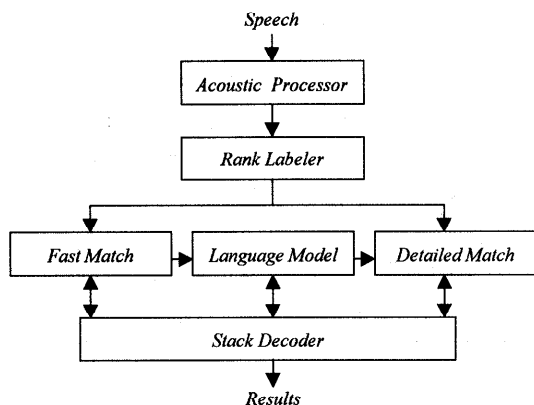 Speech
Acoustic Processor
Rank Labeler
Fast Match
Language Model
Detailed Match
Stack Decoder
Results